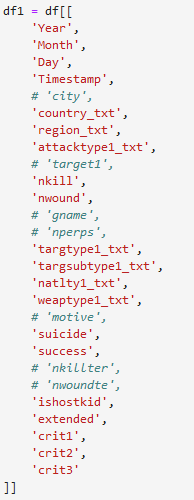 df1 = df[[
'Year',
'Month',
'Day',
'Timestamp',
# 'city',
'country_txt',
'region_txt',
'attacktype1_txt',
# 'target1',
'nkill',
'nwound',
# 'gname',
# 'nperps',
'targtype1_txt',
'targsubtype1_txt',
'natlty1_txt',
'weaptype1_txt',
# 'motive',
'suicide',
'success',
# 'nkillter',
# 'nwoundte',
'ishostkid',
'extended',
'crit1',
'crit2',
'crit3'
]]